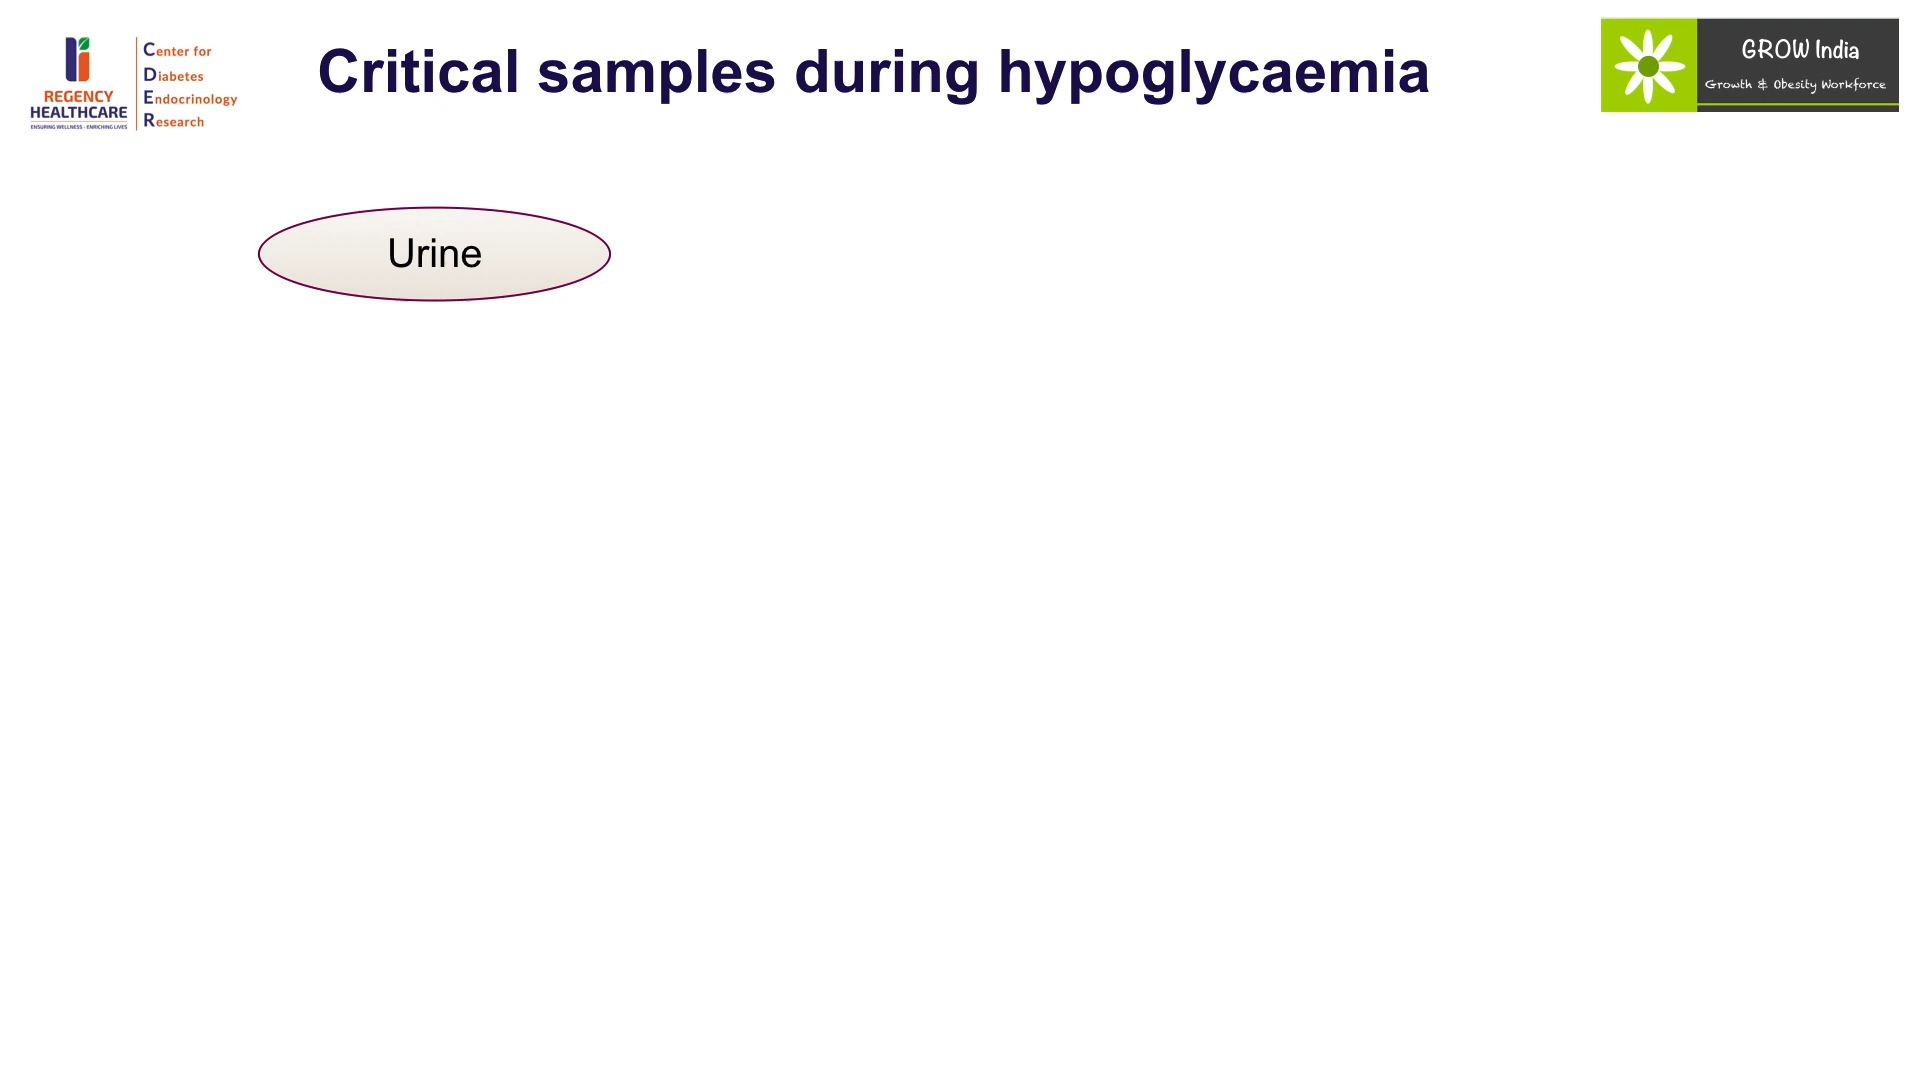 Critical samples during hypoglycaemia
REGENCY
HEALTHCARE
ENSURING WELLNESS - ENRICHING LIVES
Center for
Diabetes
Endocrinology
Research
GROW India
Growth & Obesity Workforce
Urine